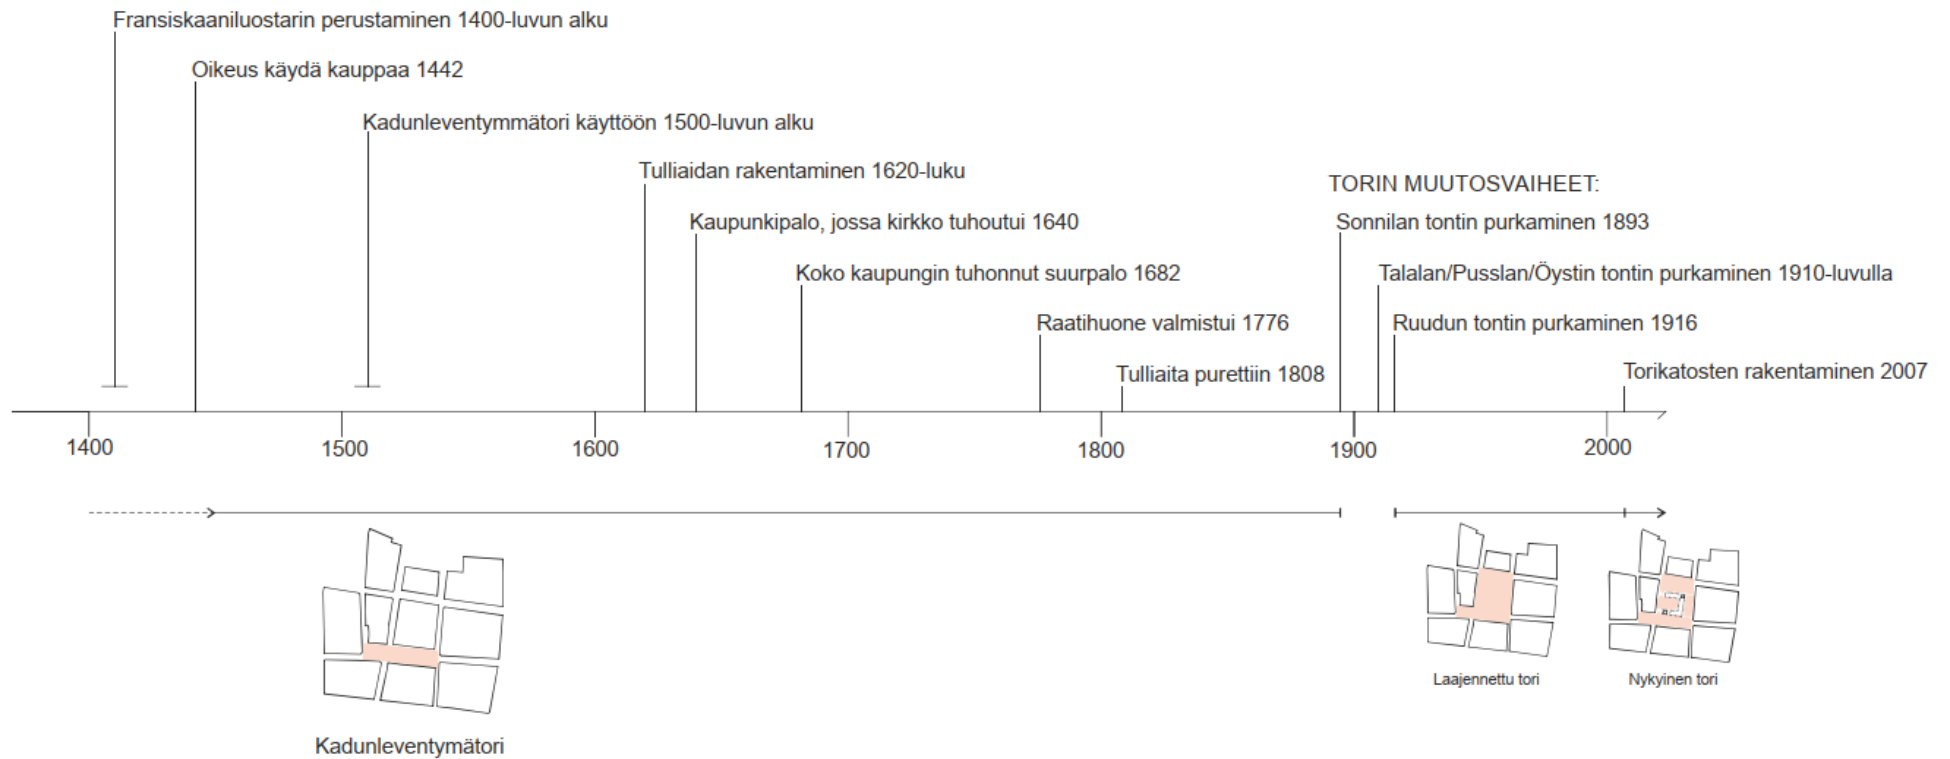 Fransiskaaniluostarin perustaminen 1400-luvun alku
Oikeus käydä kauppaa 1442
Kadunleventymmätori käyttöön 1500-luvun alku
Tulliaidan rakentaminen 1620-luku
TORIN MUUTOSVAIHEET:
Kaupunkipalo, jossa kirkko tuhoutui 1640
Sonnilan tontin purkaminen 1893
Koko kaupungin tuhonnut suurpalo 1682
Talalan/Pusslan/Öystin tontin purkaminen 1910-luvulla
Raatihuone valmistui 1776
Ruudun tontin purkaminen 1916
Tulliaita purettiin 1808
Torikatosten rakentaminen 2007
1400
1500
1600
1700
1800
1900
2000
Laajennettu tori
Nykyinen tori
Kadunleventymätori